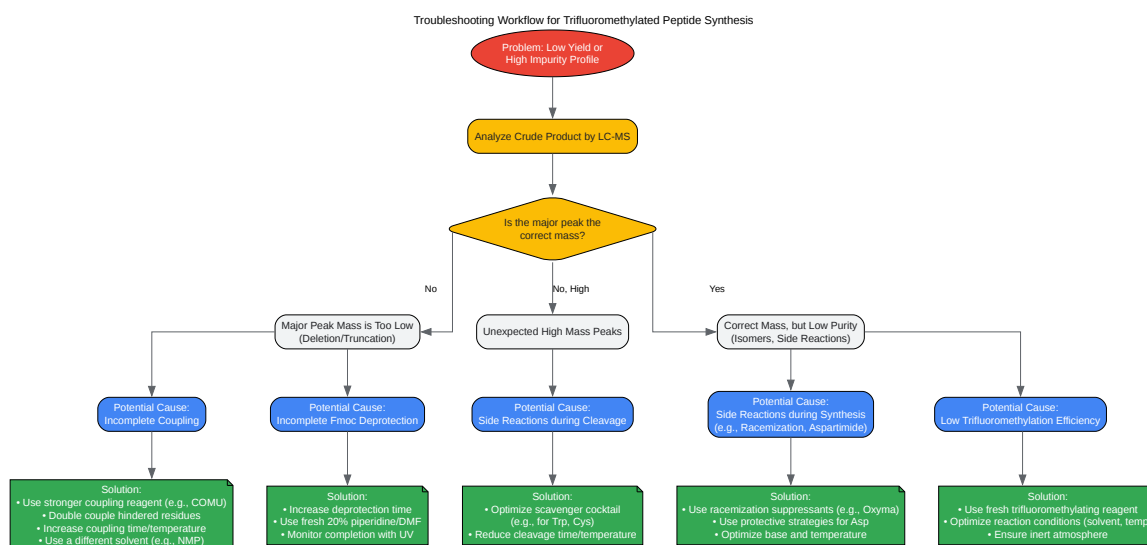 Troubleshooting Workflow for Trifluoromethylated Peptide Synthesis
Problem: Low Yield or
High Impurity Profile
Analyze Crude Product by LC-MS
Is the major peak the
correct mass?
No
No, High
Yes
Major Peak Mass is Too Low
(Deletion/Truncation)
Unexpected High Mass Peaks
Correct Mass, but Low Purity
(Isomers, Side Reactions)
Potential Cause:
Incomplete Coupling
Potential Cause:
Incomplete Fmoc Deprotection
Potential Cause:
Side Reactions during Cleavage
Potential Cause:
Side Reactions during Synthesis
(e.g., Racemization, Aspartimide)
Potential Cause:
Low Trifluoromethylation Efficiency
Solution:
• Use stronger coupling reagent (e.g., COMU)
• Double couple hindered residues
• Increase coupling time/temperature
• Use a different solvent (e.g., NMP)
Solution:
• Increase deprotection time
• Use fresh 20% piperidine/DMF
• Monitor completion with UV
Solution:
• Optimize scavenger cocktail
(e.g., for Trp, Cys)
• Reduce cleavage time/temperature
Solution:
• Use racemization suppressants (e.g., Oxyma)
• Use protective strategies for Asp
• Optimize base and temperature
Solution:
• Use fresh trifluoromethylating reagent
• Optimize reaction conditions (solvent, temp
• Ensure inert atmosphere